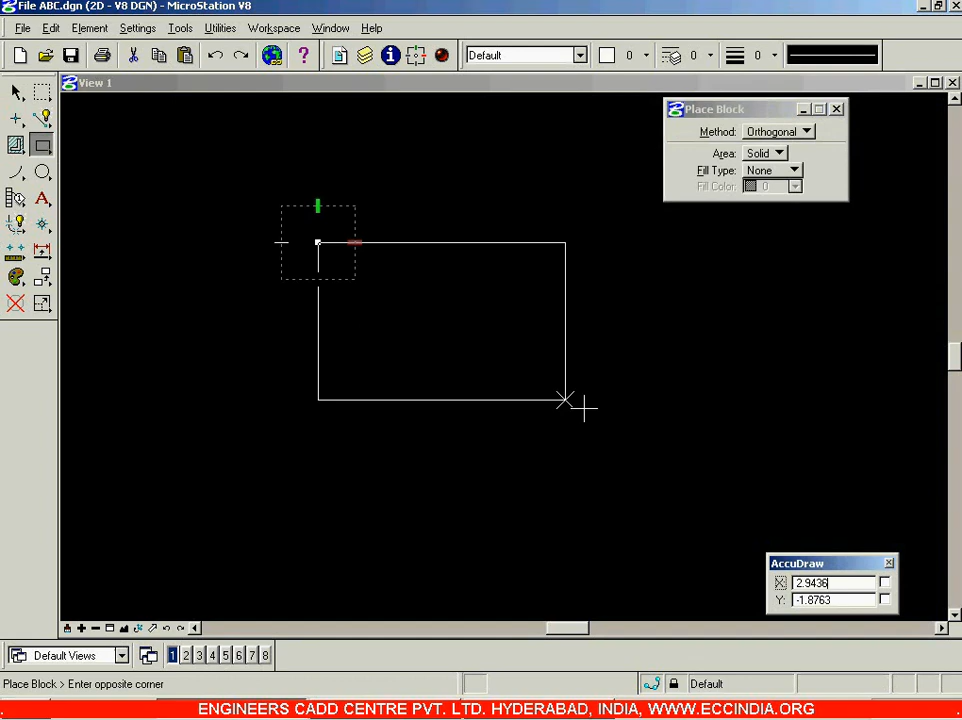 File ABC.dgn (2D - V8 DGN) - MicroStation V8
File Edit Element Settings Tools Utilities Workspace Window Help
Default 0 0 0
View 1
Place Block
Method: Orthogonal
Area: Solid
Fill Type: None
Fill Color: 0
AccuDraw
X: 2.9436
Y: -1.8763
Default Views 1 2 3 4 5 6 7 8
Place Block > Enter opposite corner Default
ENGINEERS CADD CENTRE PVT. LTD. HYDERABAD, INDIA, WWW.ECCINDIA.ORG